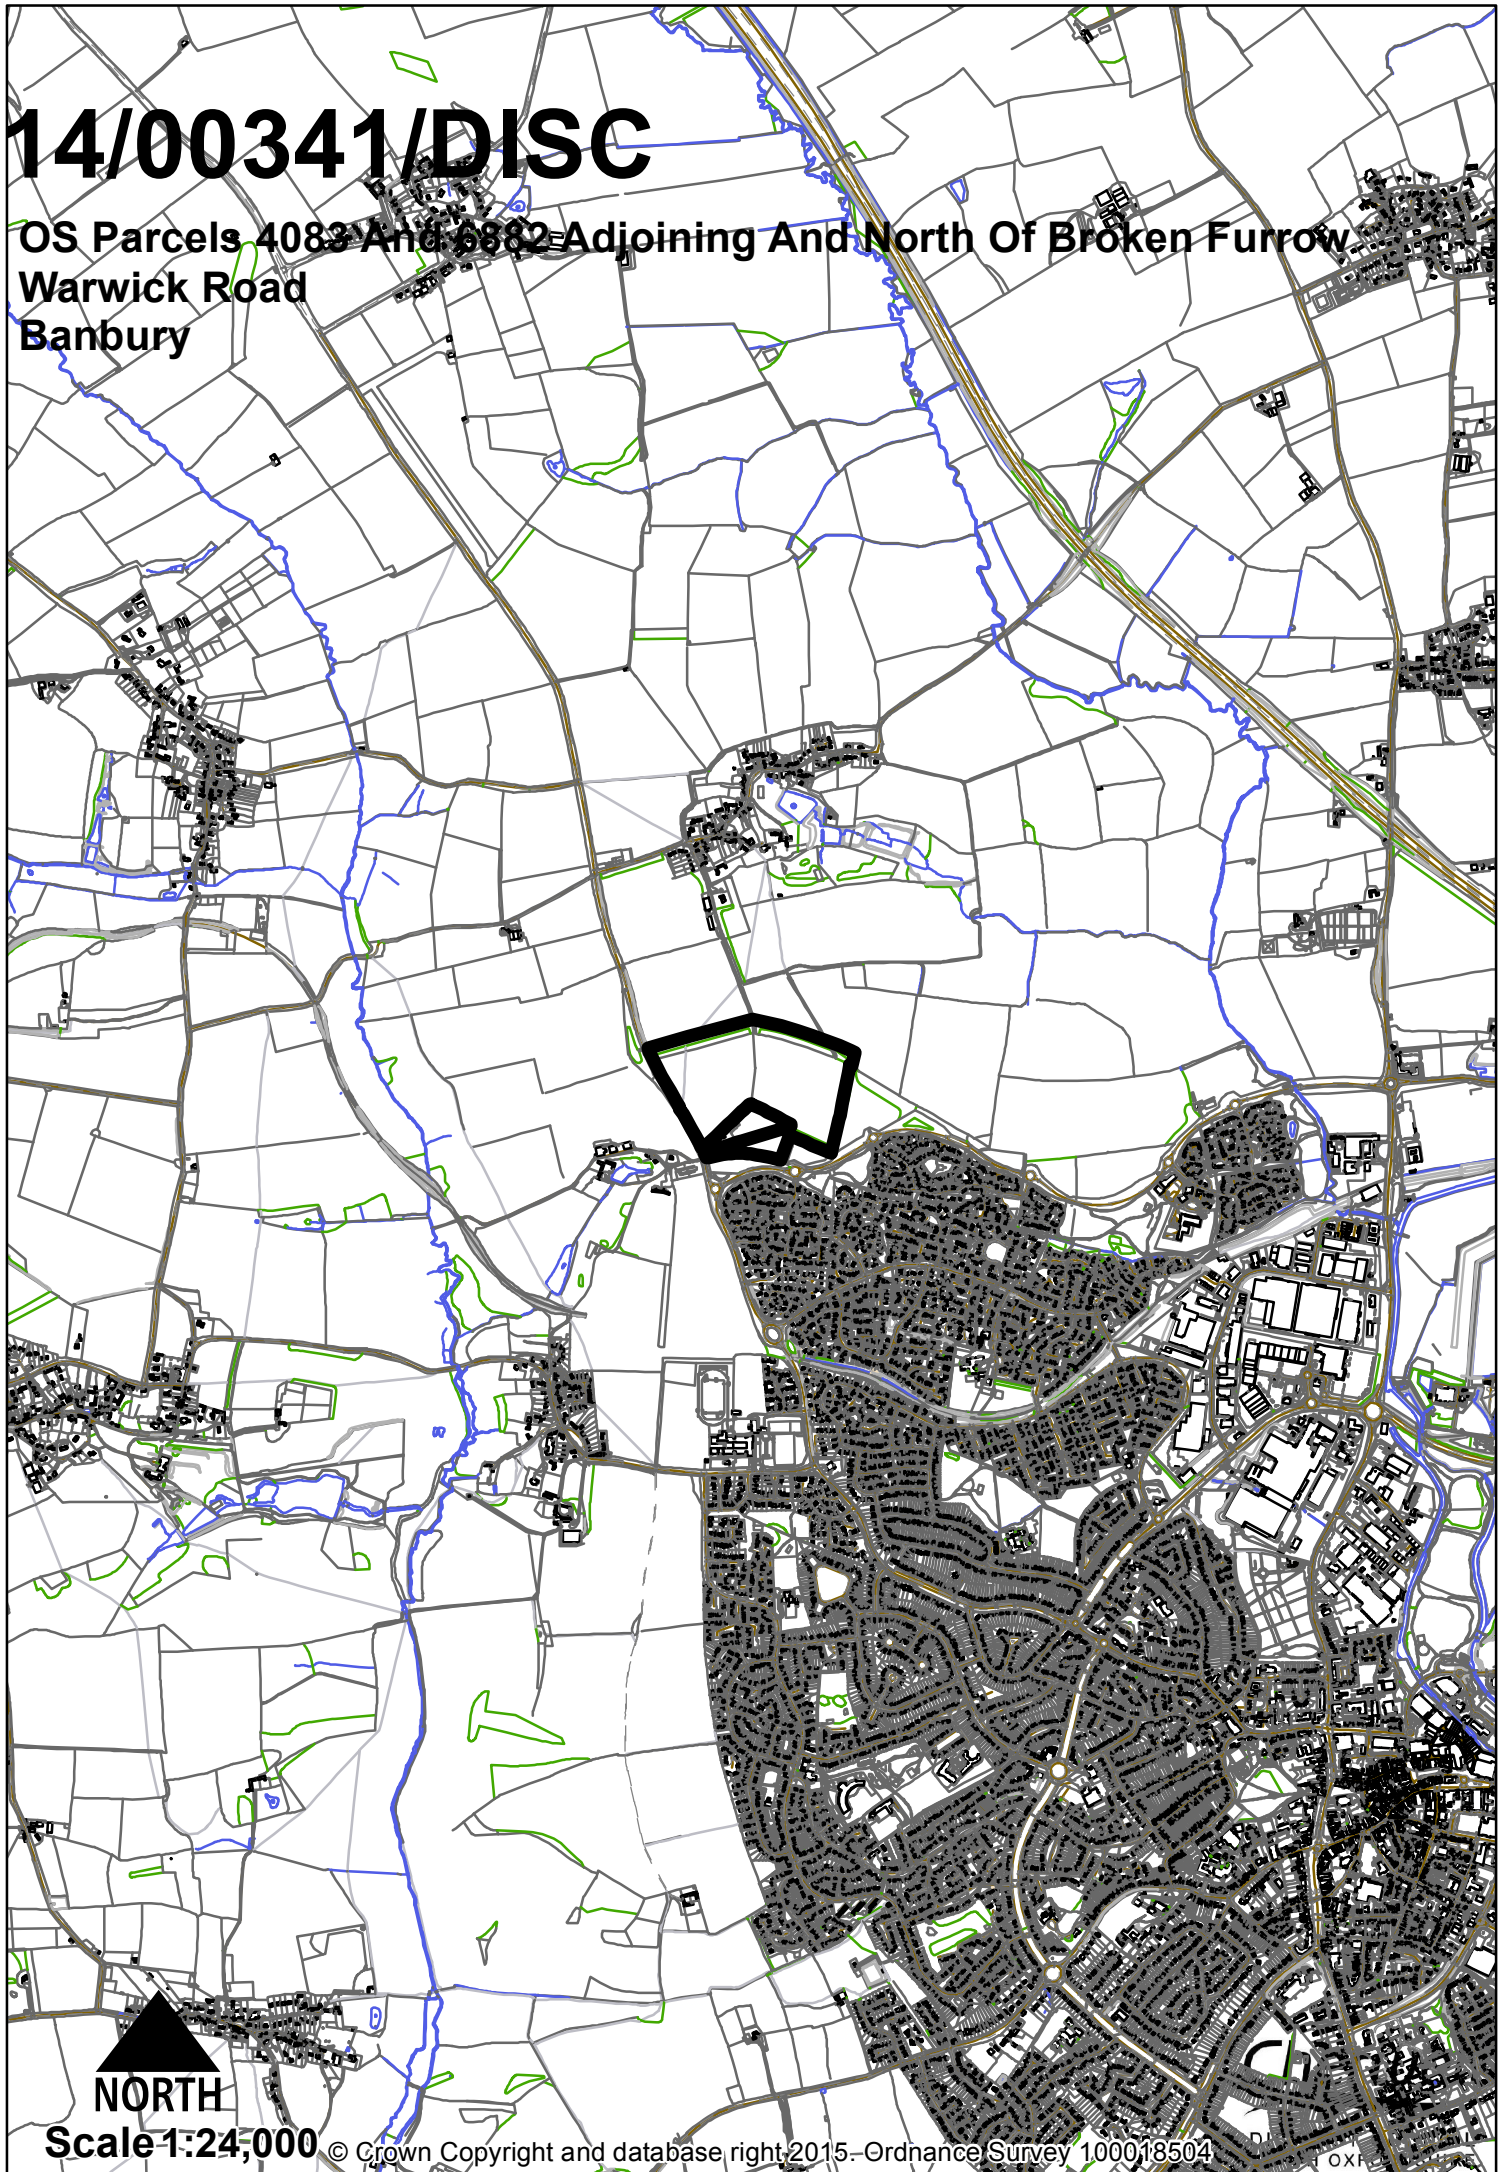 14/00341/DISC
OS Parcels 4083 And 6882 Adjoining And North Of Broken Furrow
Warwick Road
Banbury
NORTH
Scale 1:24,000
© Crown Copyright and database right 2015. Ordnance Survey 100018504